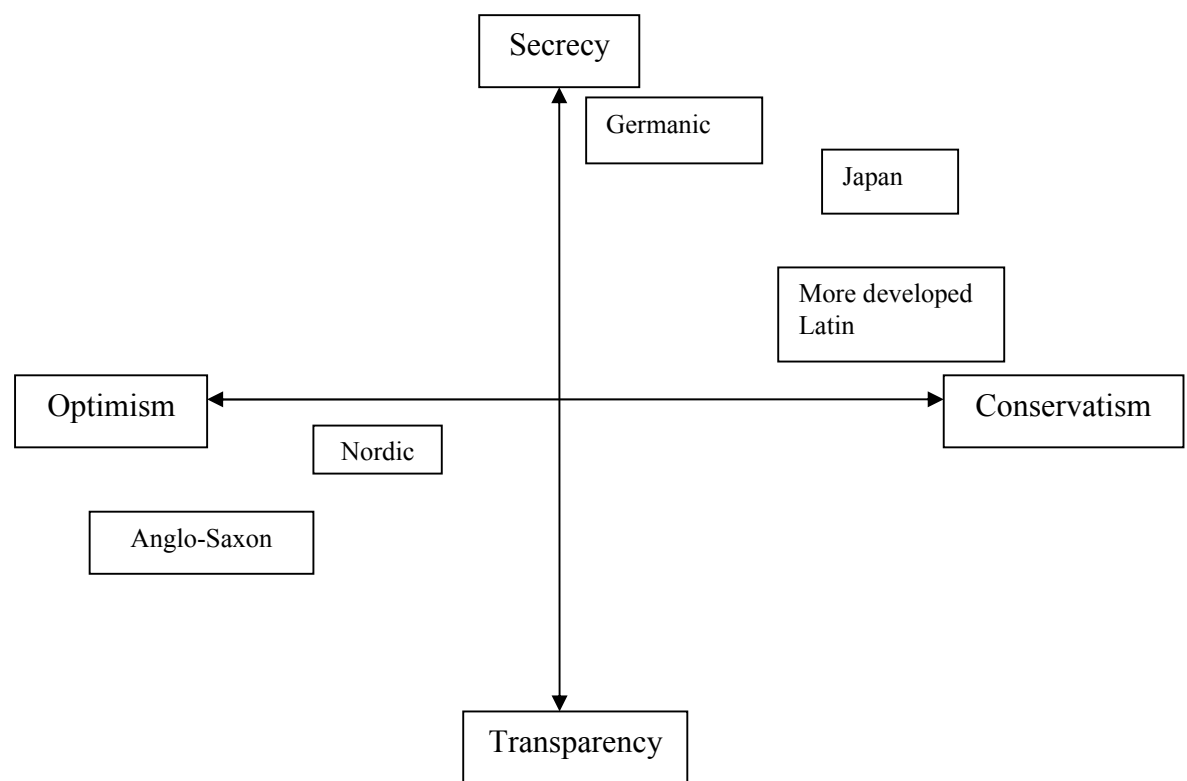 Secrecy
Germanic
Japan
More developed
Latin
Optimism
Conservatism
Nordic
Anglo-Saxon
Transparency